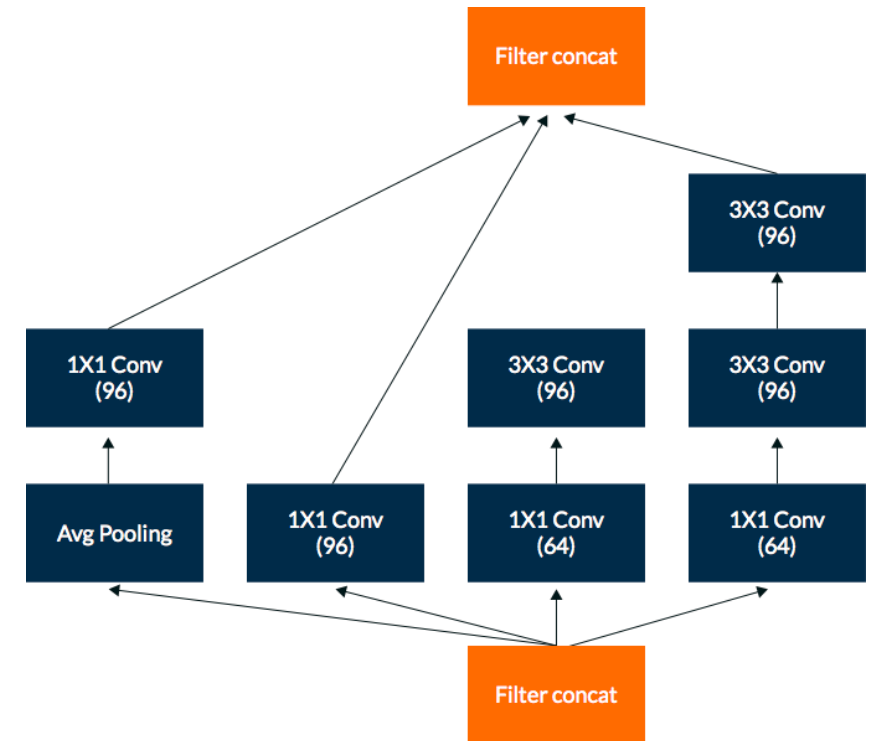 Filter concat
3X3 Conv
(96)
1X1 Conv
(96)
3X3 Conv
(96)
3X3 Conv
(96)
Avg Pooling
1X1 Conv
(96)
1X1 Conv
(64)
1X1 Conv
(64)
Filter concat